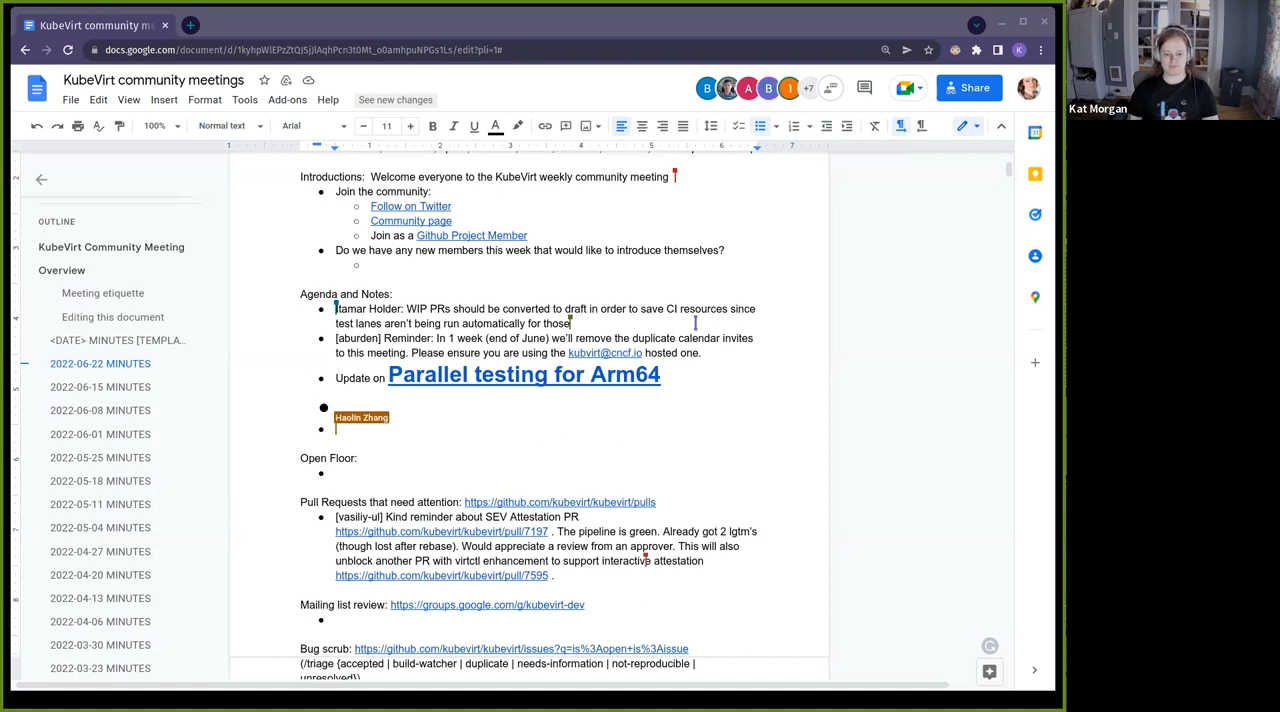 KubeVirt community me
docs.google.com/document/d/1kyhpWlEPzZtQJSjJlAqhPcn3t0Mt_o0amhpuNPGs1Ls/edit?pli=1#
K
KubeVirt community meetings
File Edit View Insert Format Tools Add-ons Help See new changes
B A B 1 +7 Share
Kat Morgan
100% Normal text Arial 11 B I U A
1 1 2 3 4 5 6 7
OUTLINE
KubeVirt Community Meeting
Overview
Meeting etiquette
Editing this document
<DATE> MINUTES [TEMPLA...
2022-06-22 MINUTES
2022-06-15 MINUTES
2022-06-08 MINUTES
2022-06-01 MINUTES
2022-05-25 MINUTES
2022-05-18 MINUTES
2022-05-11 MINUTES
2022-05-04 MINUTES
2022-04-27 MINUTES
2022-04-20 MINUTES
2022-04-13 MINUTES
2022-04-06 MINUTES
2022-03-30 MINUTES
2022-03-23 MINUTES
Introductions: Welcome everyone to the KubeVirt weekly community meeting
● Join the community:
○ Follow on Twitter
○ Community page
○ Join as a Github Project Member
● Do we have any new members this week that would like to introduce themselves?
○
Agenda and Notes:
● Itamar Holder: WIP PRs should be converted to draft in order to save CI resources since
test lanes aren't being run automatically for those
● [aburden] Reminder: In 1 week (end of June) we'll remove the duplicate calendar invites
to this meeting. Please ensure you are using the kubvirt@cncf.io hosted one.
● Update on Parallel testing for Arm64
●
Haolin Zhang
●
Open Floor:
●
Pull Requests that need attention: https://github.com/kubevirt/kubevirt/pulls
● [vasiliy-ul] Kind reminder about SEV Attestation PR
https://github.com/kubevirt/kubevirt/pull/7197 . The pipeline is green. Already got 2 lgtm's
(though lost after rebase). Would appreciate a review from an approver. This will also
unblock another PR with virtctl enhancement to support interactive attestation
https://github.com/kubevirt/kubevirt/pull/7595 .
Mailing list review: https://groups.google.com/g/kubevirt-dev
●
Bug scrub: https://github.com/kubevirt/kubevirt/issues?q=is%3Aopen+is%3Aissue
(/triage {accepted | build-watcher | duplicate | needs-information | not-reproducible |
unresolved})